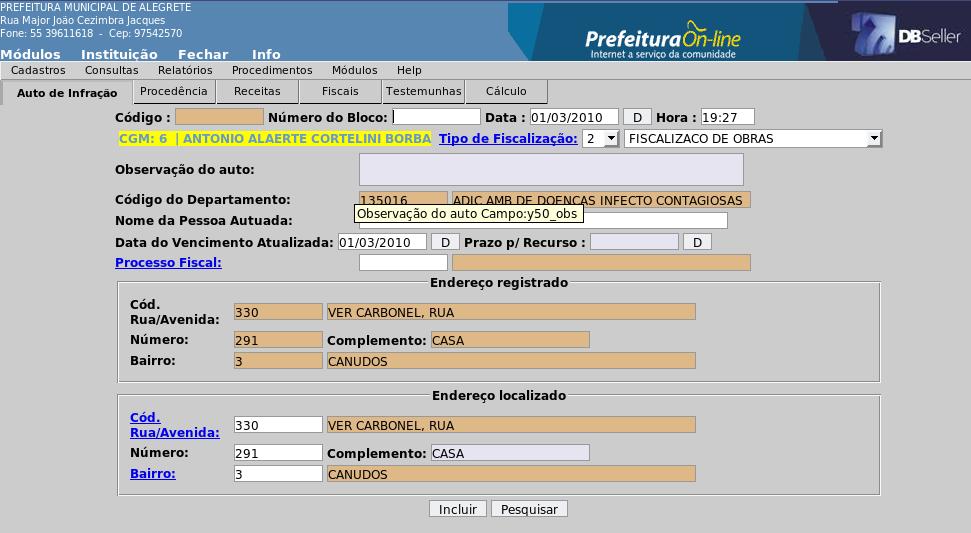 PREFEITURA MUNICIPAL DE ALEGRETE
Rua Major João Cezimbra Jacques
Fone: 55 39611618 - Cep: 97542570
Módulos Instituição Fechar Info
PrefeituraOn-line
Internet a serviço da comunidade
DBSeller
Cadastros Consultas Relatórios Procedimentos Módulos Help
Auto de Infração Procedência Receitas Fiscais Testemunhas Cálculo
Código : Número do Bloco: Data : 01/03/2010 D Hora : 19:27
CGM: 6 | ANTONIO ALAERTE CORTELINI BORBA Tipo de Fiscalização: 2 FISCALIZACO DE OBRAS
Observação do auto:
Código do Departamento: 135016 ADIC AMB DE DOENCAS INFECTO CONTAGIOSAS
Observação do auto Campo:y50_obs
Nome da Pessoa Autuada:
Data do Vencimento Atualizada: 01/03/2010 D Prazo p/ Recurso : D
Processo Fiscal:
Endereço registrado
Cód.
Rua/Avenida: 330 VER CARBONEL, RUA
Número: 291 Complemento: CASA
Bairro: 3 CANUDOS
Endereço localizado
Cód.
Rua/Avenida: 330 VER CARBONEL, RUA
Número: 291 Complemento: CASA
Bairro: 3 CANUDOS
Incluir Pesquisar